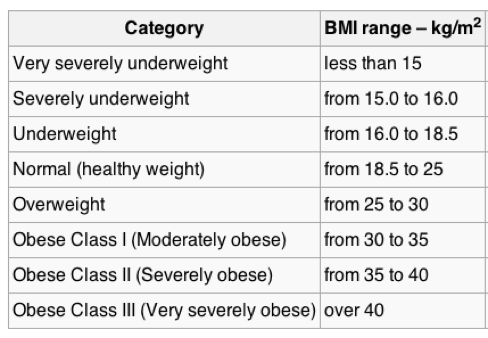 Category BMI range – kg/m²
Very severely underweight less than 15
Severely underweight from 15.0 to 16.0
Underweight from 16.0 to 18.5
Normal (healthy weight) from 18.5 to 25
Overweight from 25 to 30
Obese Class I (Moderately obese) from 30 to 35
Obese Class II (Severely obese) from 35 to 40
Obese Class III (Very severely obese) over 40